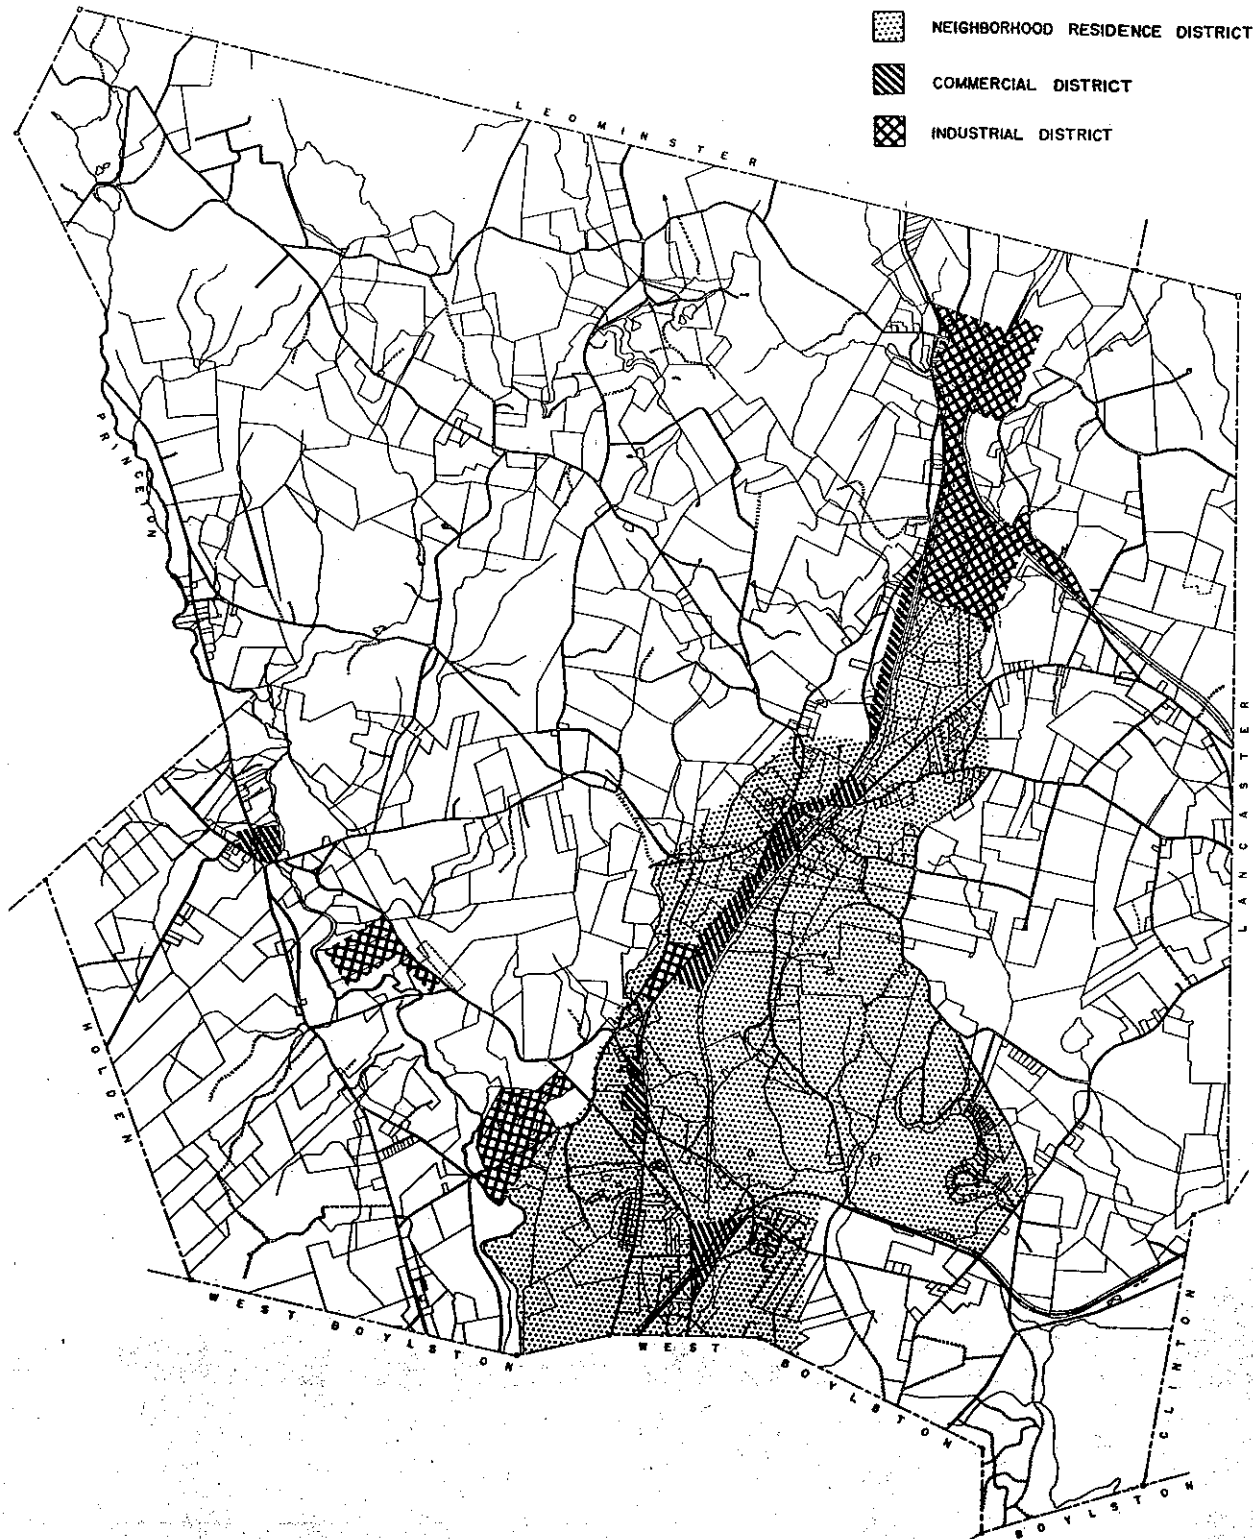 NEIGHBORHOOD RESIDENCE DISTRICT
COMMERCIAL DISTRICT
INDUSTRIAL DISTRICT
LEOMINSTER
PRINCETON
LANCASTER
HOLDEN
WEST BOYLSTON
WEST BOYLSTON
CLINTON
BOYLSTON